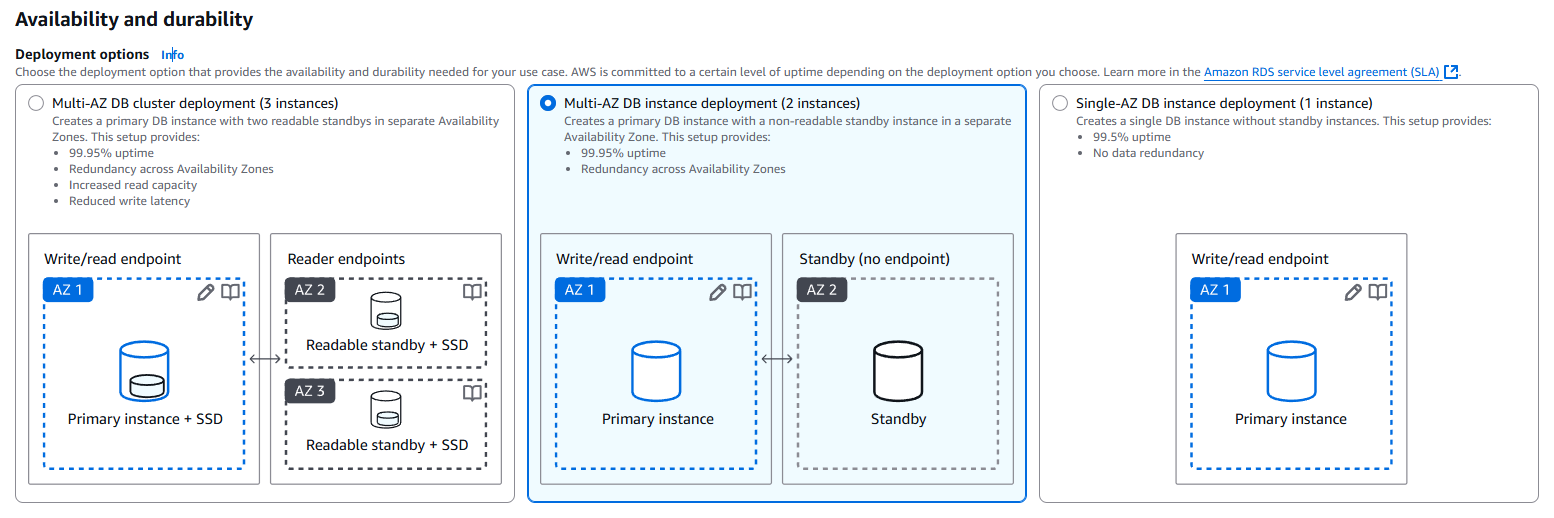 Availability and durability
Deployment options Info
Choose the deployment option that provides the availability and durability needed for your use case. AWS is committed to a certain level of uptime depending on the deployment option you choose. Learn more in the Amazon RDS service level agreement (SLA).
Multi-AZ DB cluster deployment (3 instances)
Creates a primary DB instance with two readable standbys in separate Availability
Zones. This setup provides:
• 99.95% uptime
• Redundancy across Availability Zones
• Increased read capacity
• Reduced write latency
Write/read endpoint
AZ 1
Primary instance + SSD
Reader endpoints
AZ 2
Readable standby + SSD
AZ 3
Readable standby + SSD
Multi-AZ DB instance deployment (2 instances)
Creates a primary DB instance with a non-readable standby instance in a separate
Availability Zone. This setup provides:
• 99.95% uptime
• Redundancy across Availability Zones
Write/read endpoint
AZ 1
Primary instance
Standby (no endpoint)
AZ 2
Standby
Single-AZ DB instance deployment (1 instance)
Creates a single DB instance without standby instances. This setup provides:
• 99.5% uptime
• No data redundancy
Write/read endpoint
AZ 1
Primary instance